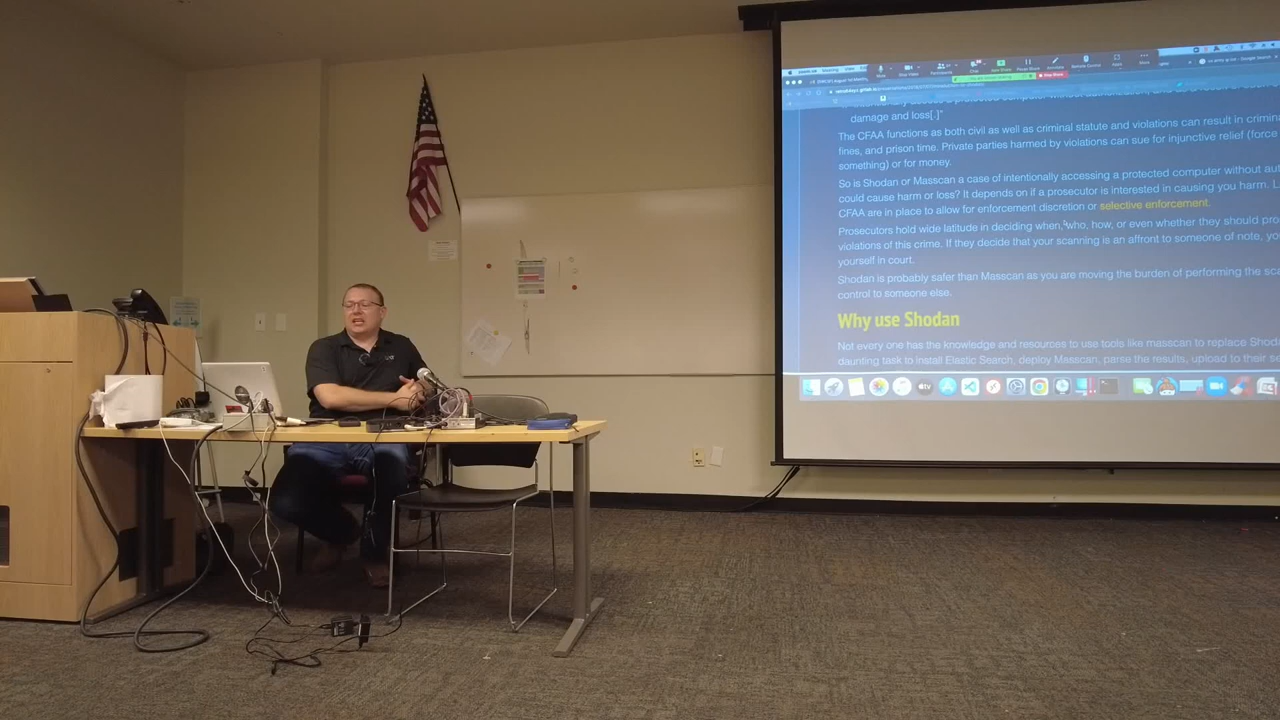 damage and loss[.]"
The CFAA functions as both civil as well as criminal statute and violations can result in
fines, and prison time. Private parties harmed by violations can sue for injunctive relief (force
something) or for money.
So is Shodan or Masscan a case of intentionally accessing a protected computer without
could cause harm or loss? It depends on if a prosecutor is interested in causing you harm.
CFAA are in place to allow for enforcement discretion or selective enforcement.
Prosecutors hold wide latitude in deciding when, who, how, or even whether they should
violations of this crime. If they decide that your scanning is an affront to someone of note,
yourself in court.
Shodan is probably safer than Masscan as you are moving the burden of performing the
control to someone else.
Why use Shodan
Not every one has the knowledge and resources to use tools like masscan to replace
daunting task to install Elastic Search, deploy Masscan, parse the results, upload to their